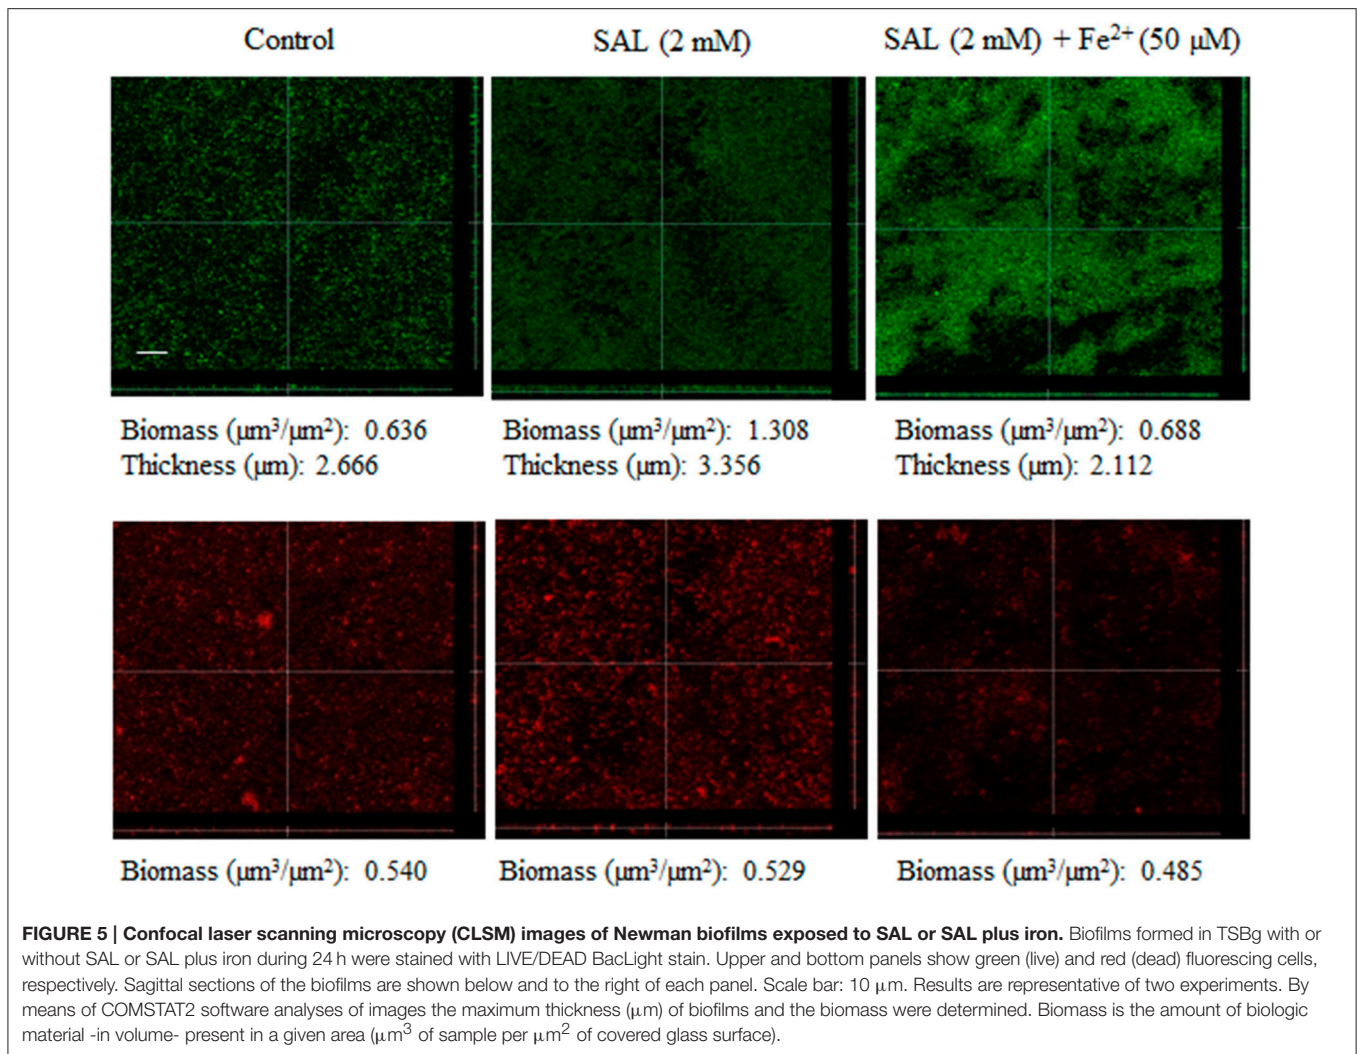 Control
SAL (2 mM)
SAL (2 mM) + Fe²⁺ (50 µM)
Biomass (µm³/µm²): 0.636
Thickness (µm): 2.666
Biomass (µm³/µm²): 1.308
Thickness (µm): 3.356
Biomass (µm³/µm²): 0.688
Thickness (µm): 2.112
Biomass (µm³/µm²): 0.540
Biomass (µm³/µm²): 0.529
Biomass (µm³/µm²): 0.485
FIGURE 5 | Confocal laser scanning microscopy (CLSM) images of Newman biofilms exposed to SAL or SAL plus iron. Biofilms formed in TSBg with or
without SAL or SAL plus iron during 24 h were stained with LIVE/DEAD BacLight stain. Upper and bottom panels show green (live) and red (dead) fluorescing cells,
respectively. Sagittal sections of the biofilms are shown below and to the right of each panel. Scale bar: 10 µm. Results are representative of two experiments. By
means of COMSTAT2 software analyses of images the maximum thickness (µm) of biofilms and the biomass were determined. Biomass is the amount of biologic
material -in volume- present in a given area (µm³ of sample per µm² of covered glass surface).